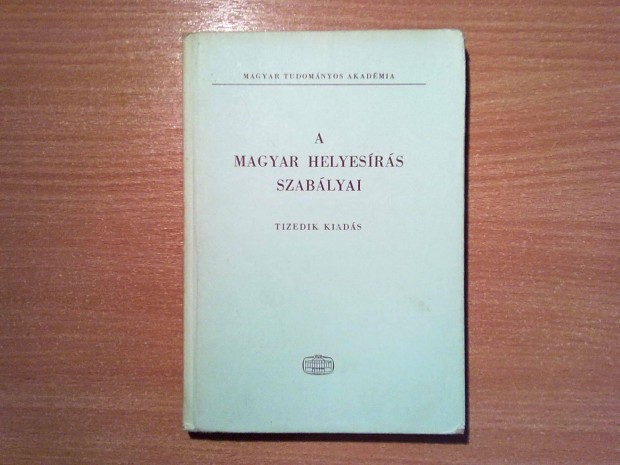 MAGYAR TUDOMÁNYOS AKADÉMIA
A
MAGYAR HELYESÍRÁS
SZABÁLYAI
TIZEDIK KIADÁS